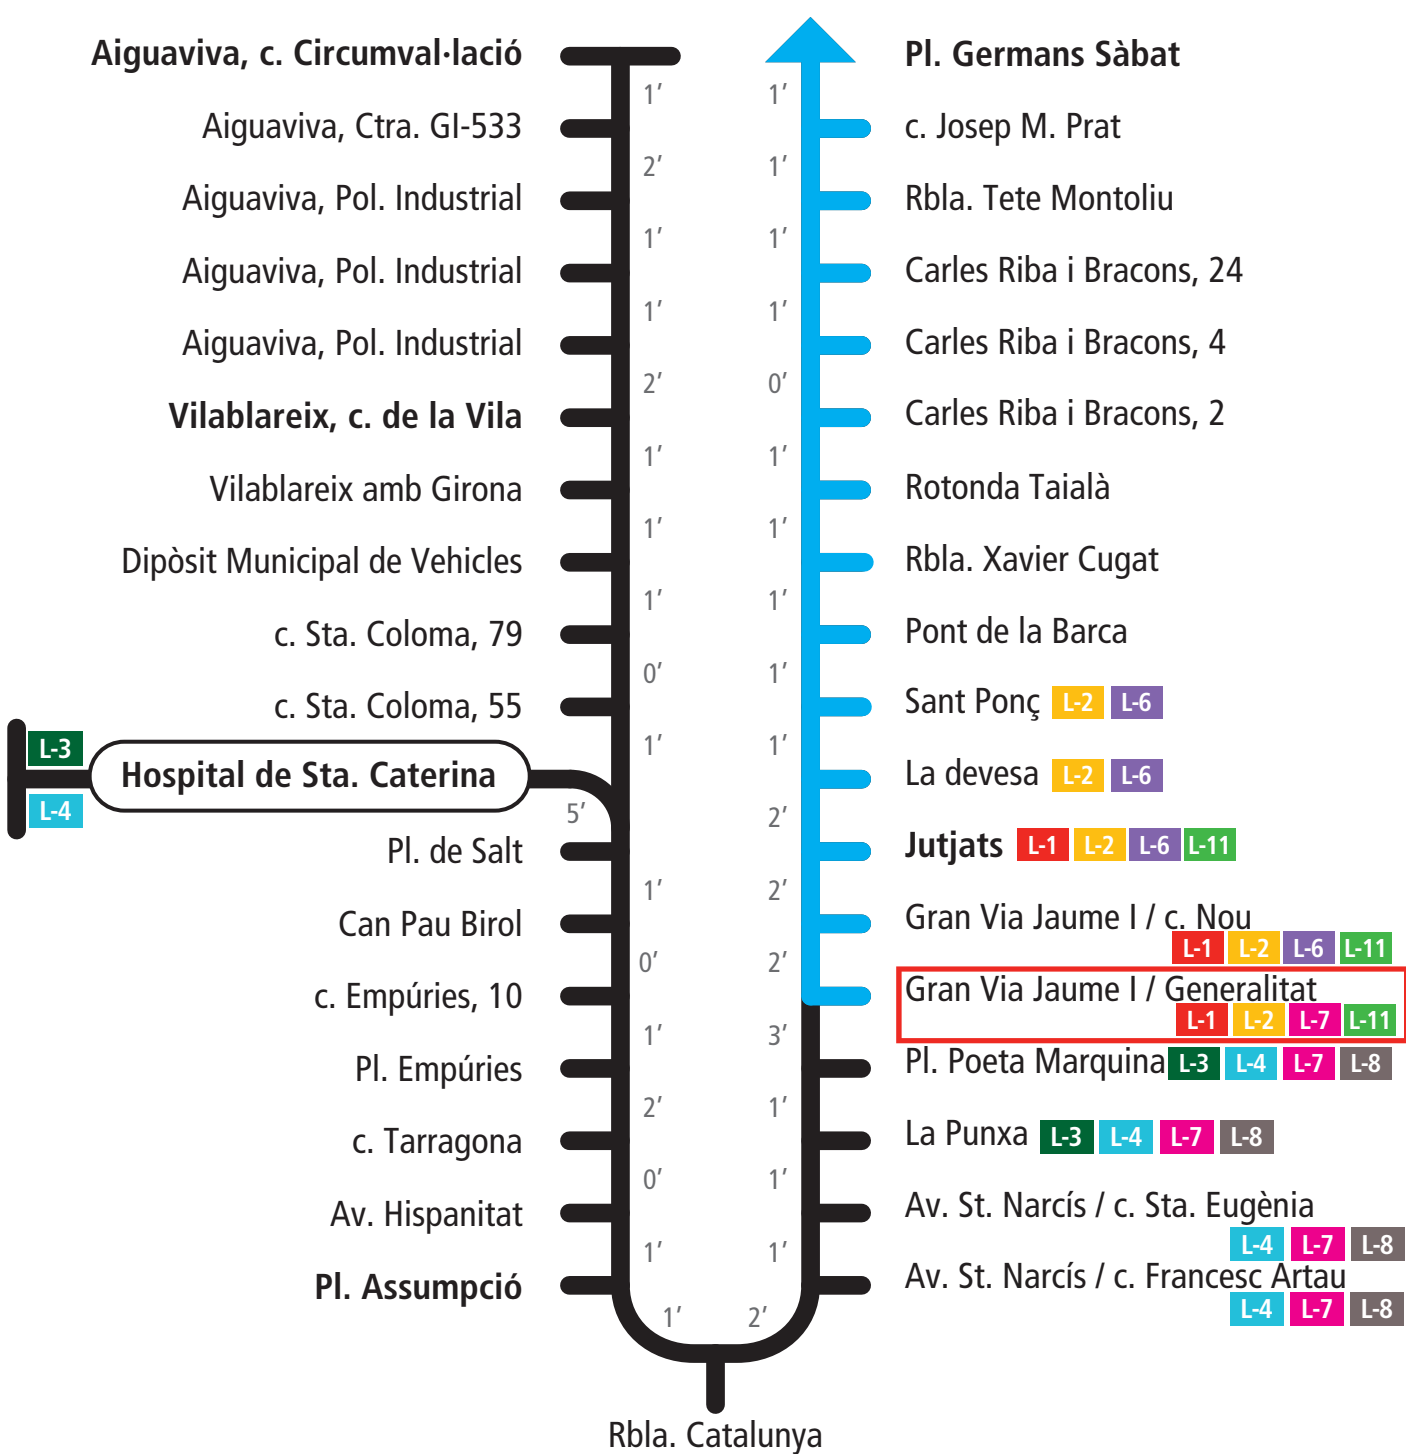 Aiguaviva, c. Circumval·lació
1’
Aiguaviva, Ctra. GI-533
2’
Aiguaviva, Pol. Industrial
1’
Aiguaviva, Pol. Industrial
1’
Aiguaviva, Pol. Industrial
2’
Vilablareix, c. de la Vila
1’
Vilablareix amb Girona
1’
Dipòsit Municipal de Vehicles
1’
c. Sta. Coloma, 79
0’
c. Sta. Coloma, 55
1’
L-3
Hospital de Sta. Caterina
L-4
5’
Pl. de Salt
1’
Can Pau Birol
0’
c. Empúries, 10
1’
Pl. Empúries
2’
c. Tarragona
0’
Av. Hispanitat
1’
Pl. Assumpció
1’
Rbla. Catalunya
Pl. Germans Sàbat
1’
c. Josep M. Prat
1’
Rbla. Tete Montoliu
1’
Carles Riba i Bracons, 24
1’
Carles Riba i Bracons, 4
0’
Carles Riba i Bracons, 2
1’
Rotonda Taialà
1’
Rbla. Xavier Cugat
1’
Pont de la Barca
1’
Sant Ponç L-2 L-6
1’
La devesa L-2 L-6
2’
Jutjats L-1 L-2 L-6 L-11
2’
Gran Via Jaume I / c. Nou
L-1 L-2 L-6 L-11
2’
Gran Via Jaume I / Generalitat
L-1 L-2 L-7 L-11
3’
Pl. Poeta Marquina L-3 L-4 L-7 L-8
1’
La Punxa L-3 L-4 L-7 L-8
1’
Av. St. Narcís / c. Sta. Eugènia
L-4 L-7 L-8
1’
Av. St. Narcís / c. Francesc Artau
L-4 L-7 L-8
2’